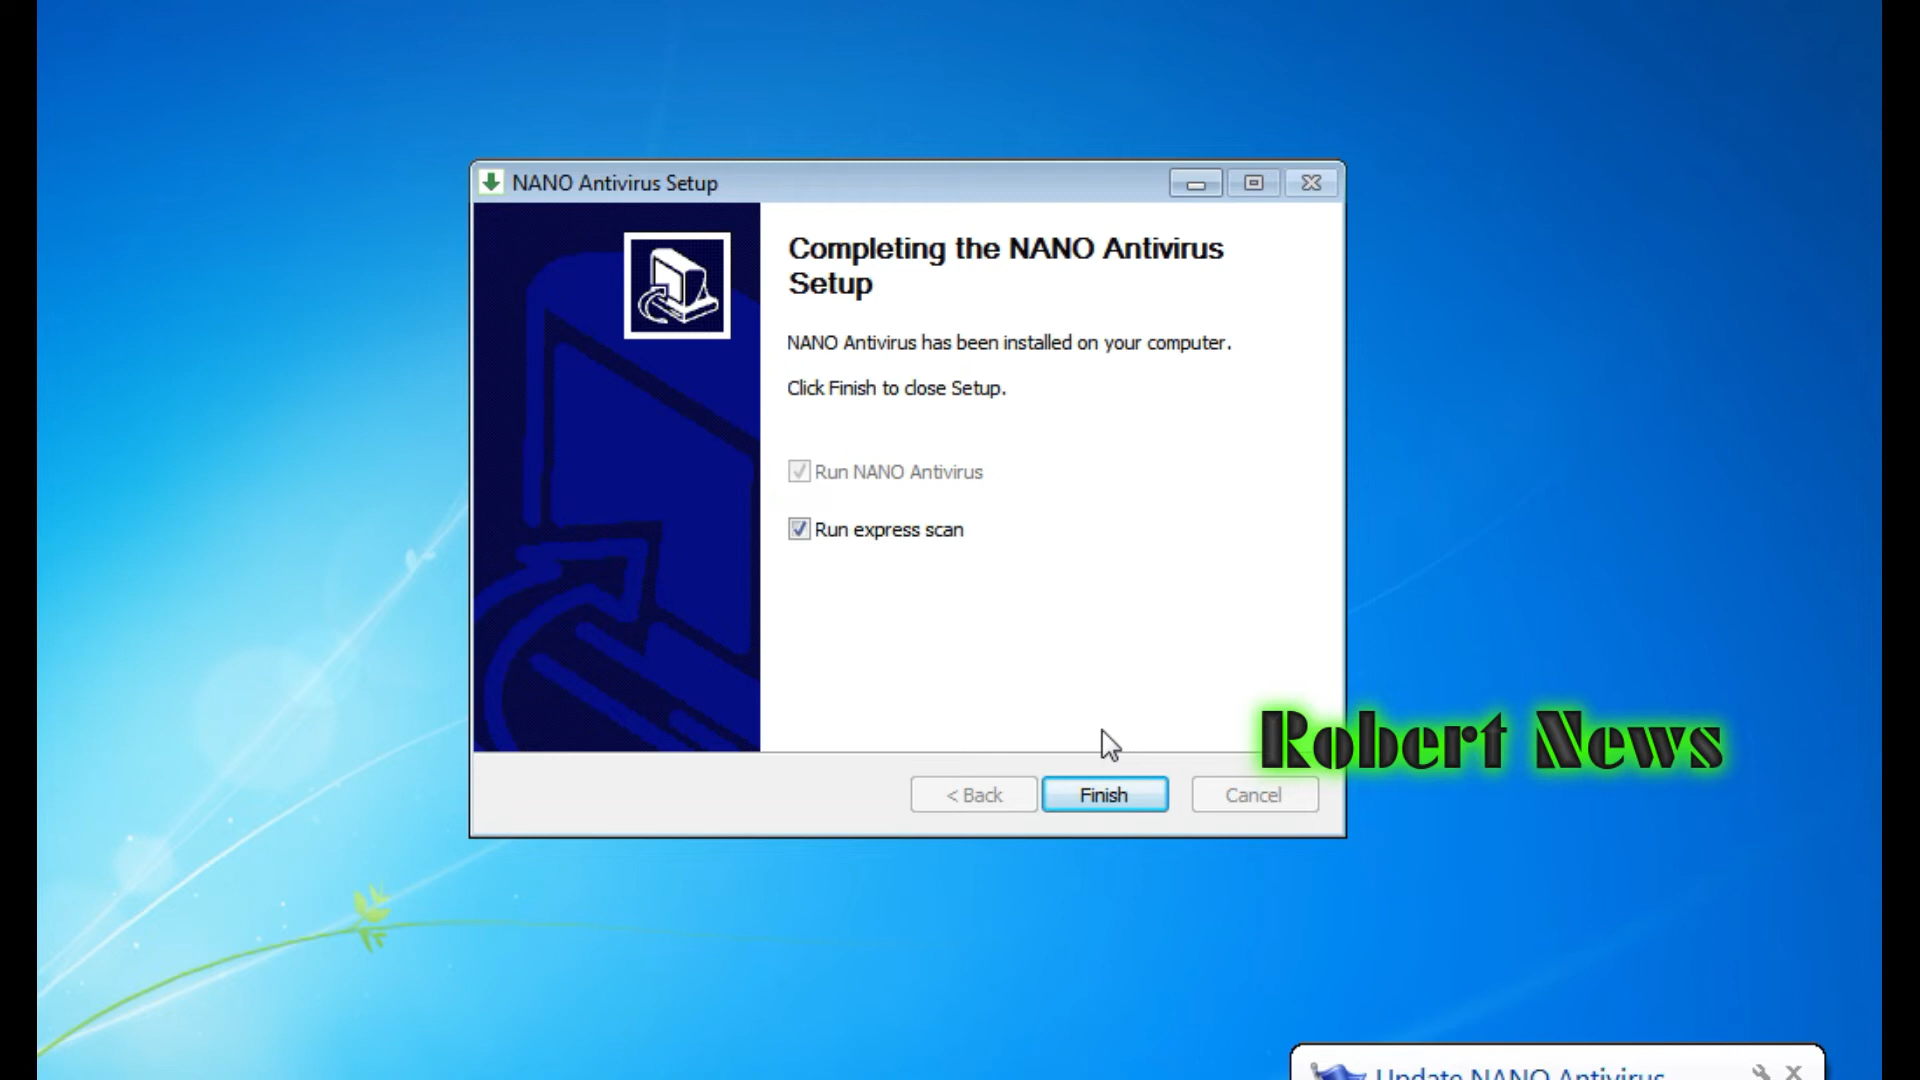 NANO Antivirus Setup
Completing the NANO Antivirus
Setup
NANO Antivirus has been installed on your computer.
Click Finish to close Setup.
Run NANO Antivirus
Run express scan
Robert News
< Back
Finish
Cancel
Update NANO Antivirus